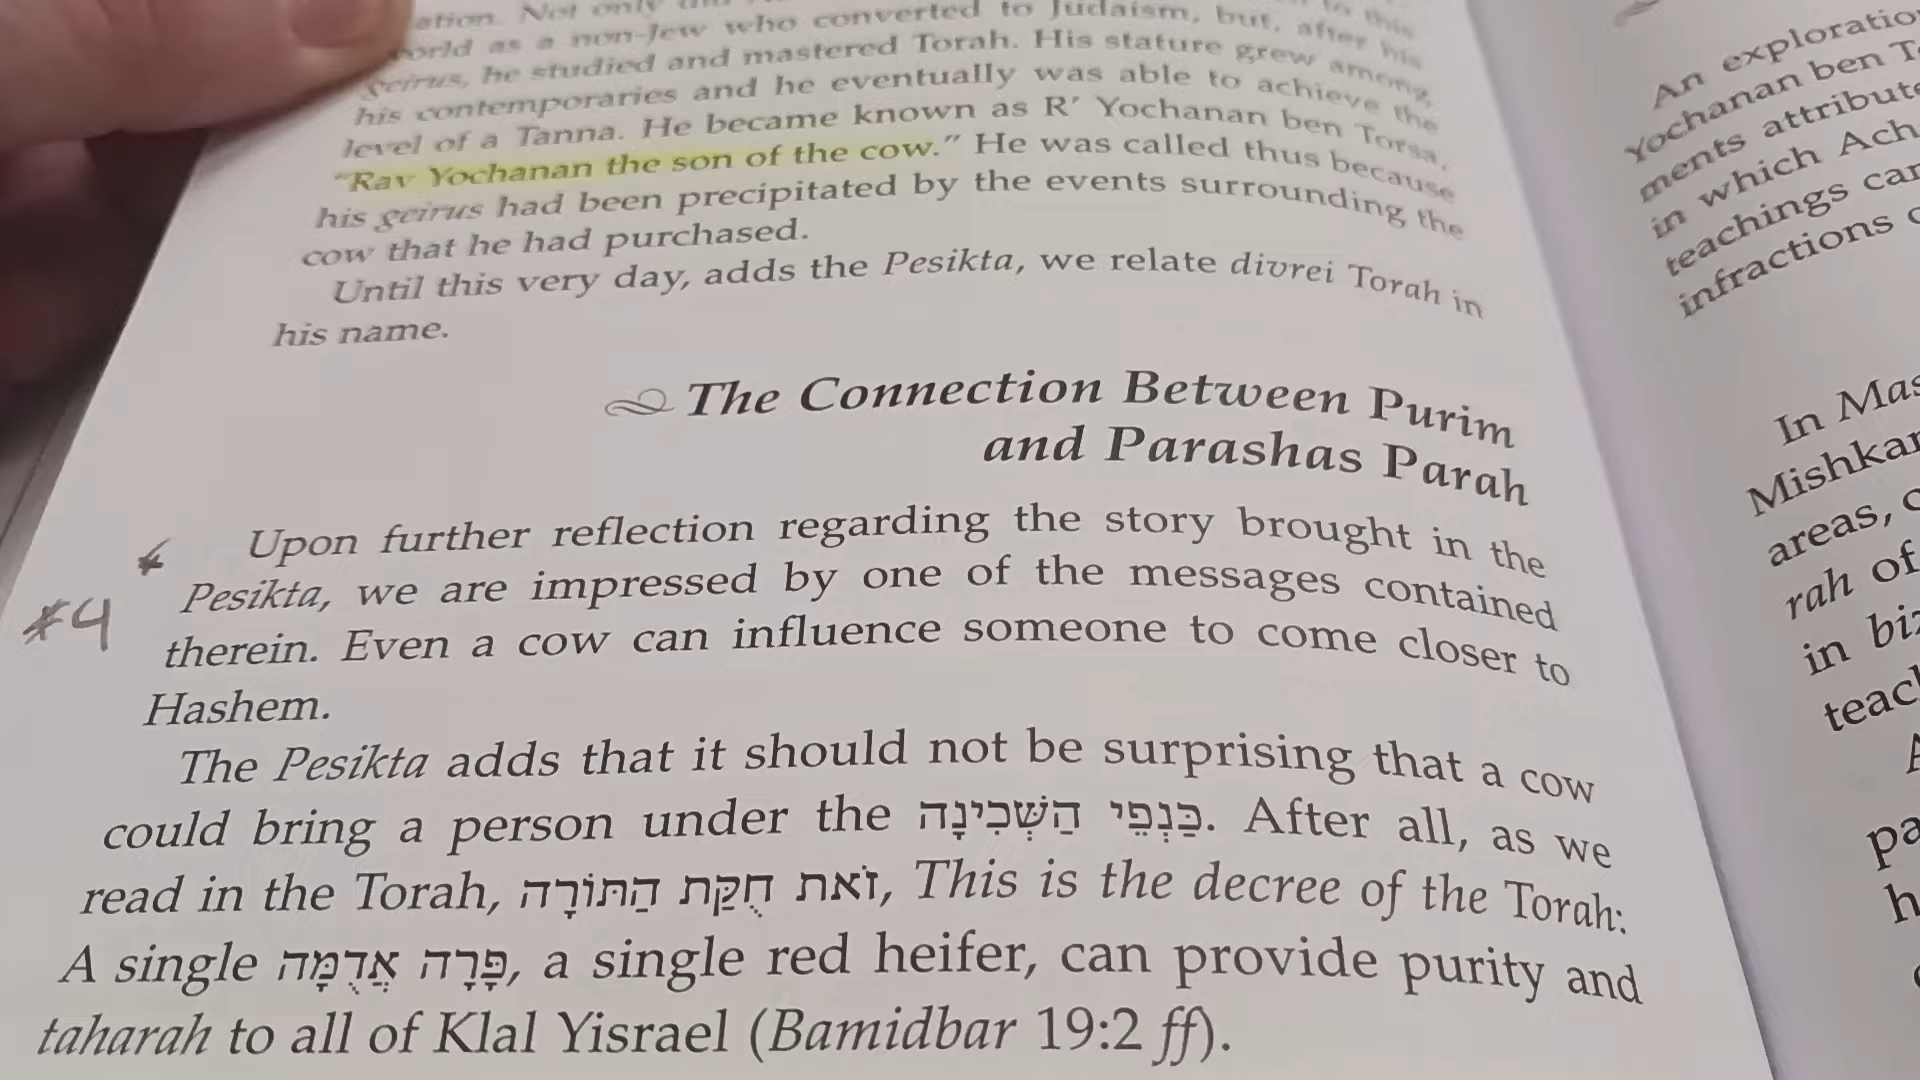 ation. Not only
world as a non-Jew who converted to Judaism, but, after his
geirus, he studied and mastered Torah. His stature grew among
his contemporaries and he eventually was able to achieve the
level of a Tanna. He became known as R' Yochanan ben Torsa,
"Rav Yochanan the son of the cow." He was called thus because
his geirus had been precipitated by the events surrounding the
cow that he had purchased.
Until this very day, adds the Pesikta, we relate divrei Torah in
his name.
The Connection Between Purim
and Parashas Parah
Upon further reflection regarding the story brought in the
Pesikta, we are impressed by one of the messages contained
#4
therein. Even a cow can influence someone to come closer to
Hashem.
The Pesikta adds that it should not be surprising that a cow
could bring a person under the כַּנְפֵי הַשְּׁכִינָה. After all, as we
read in the Torah, זֹאת חֻקַּת הַתּוֹרָה, This is the decree of the Torah:
A single פָּרָה אֲדֻמָּה, a single red heifer, can provide purity and
taharah to all of Klal Yisrael (Bamidbar 19:2 ff).
An exploratio
Yochanan ben T
ments attribute
in which Ach
teachings can
infractions
In Mas
Mishkan
areas,
rah of
in biz
teach
A
pa
h